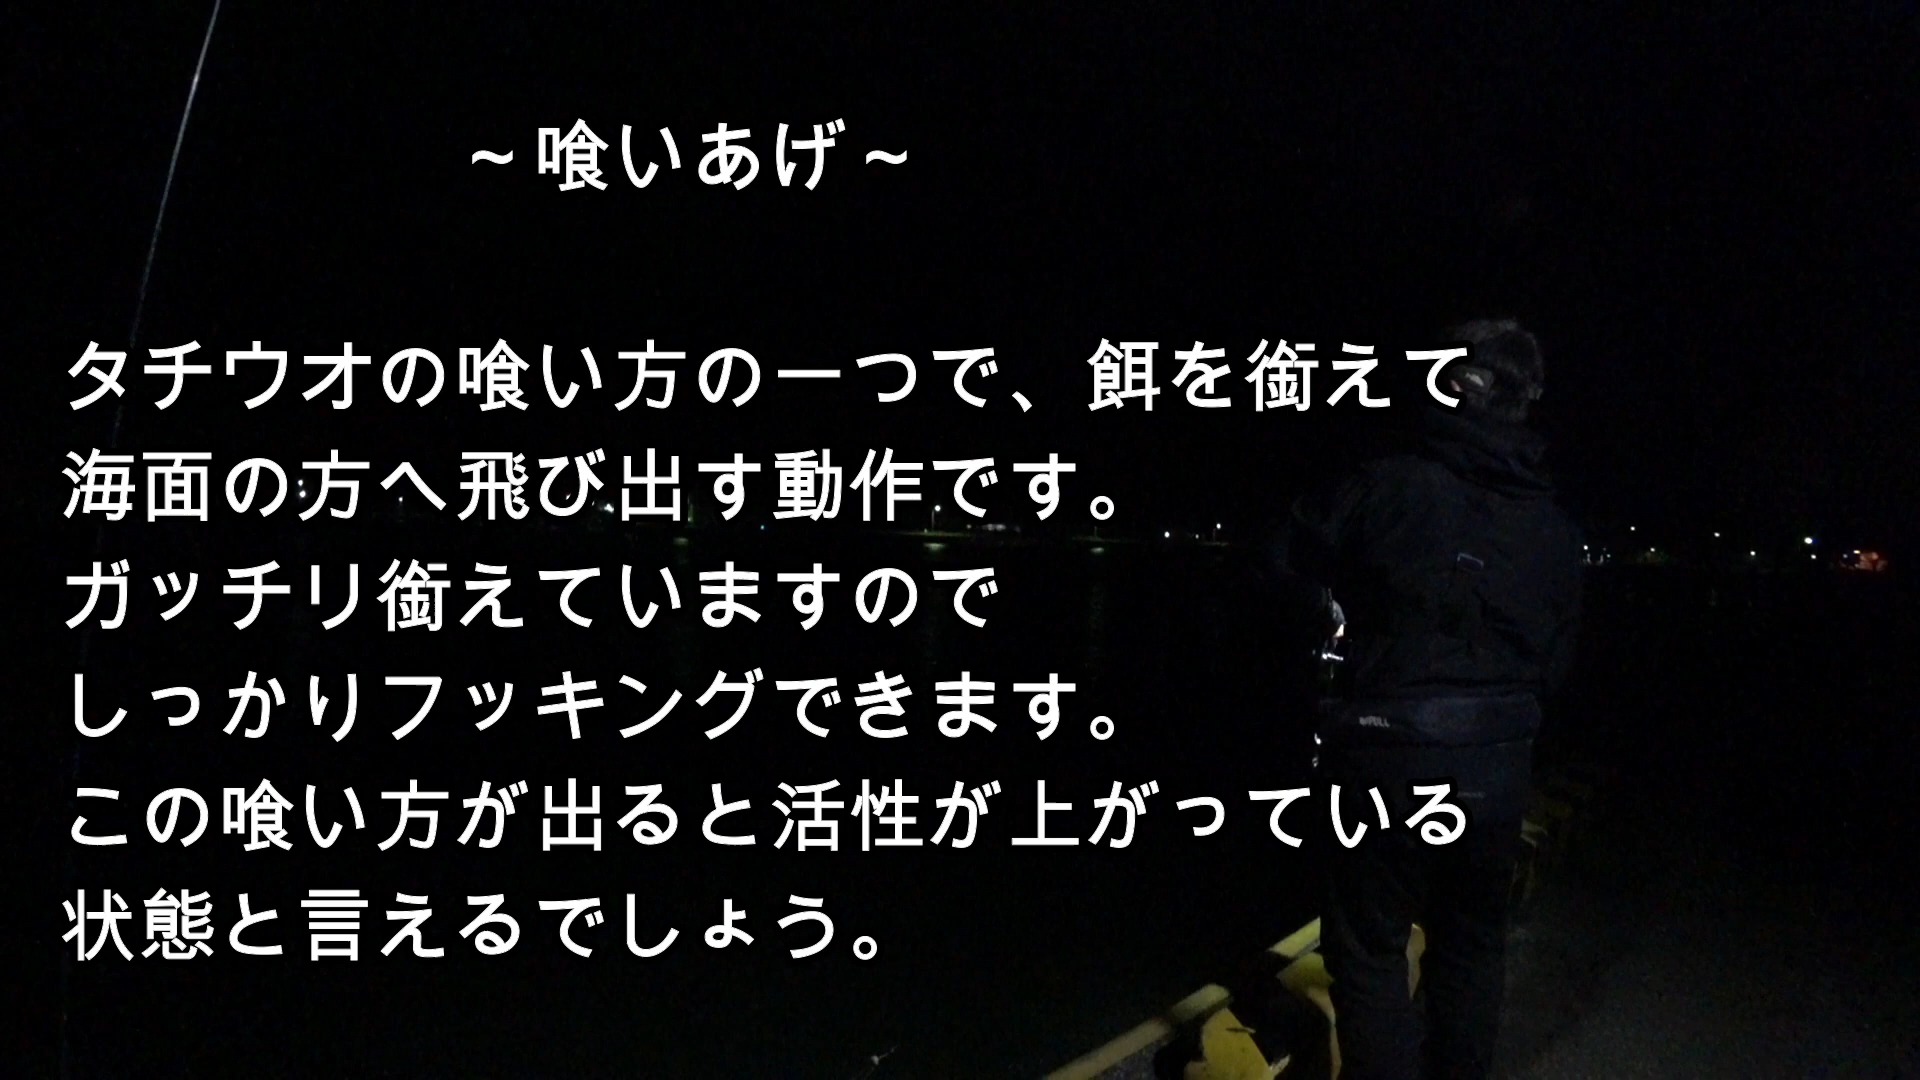 ~ 喰いあげ ~
タチウオの喰い方の一つで、餌を銜えて
海面の方へ飛び出す動作です。
ガッチリ銜えていますので
しっかりフッキングできます。
この喰い方が出ると活性が上がっている
状態と言えるでしょう。